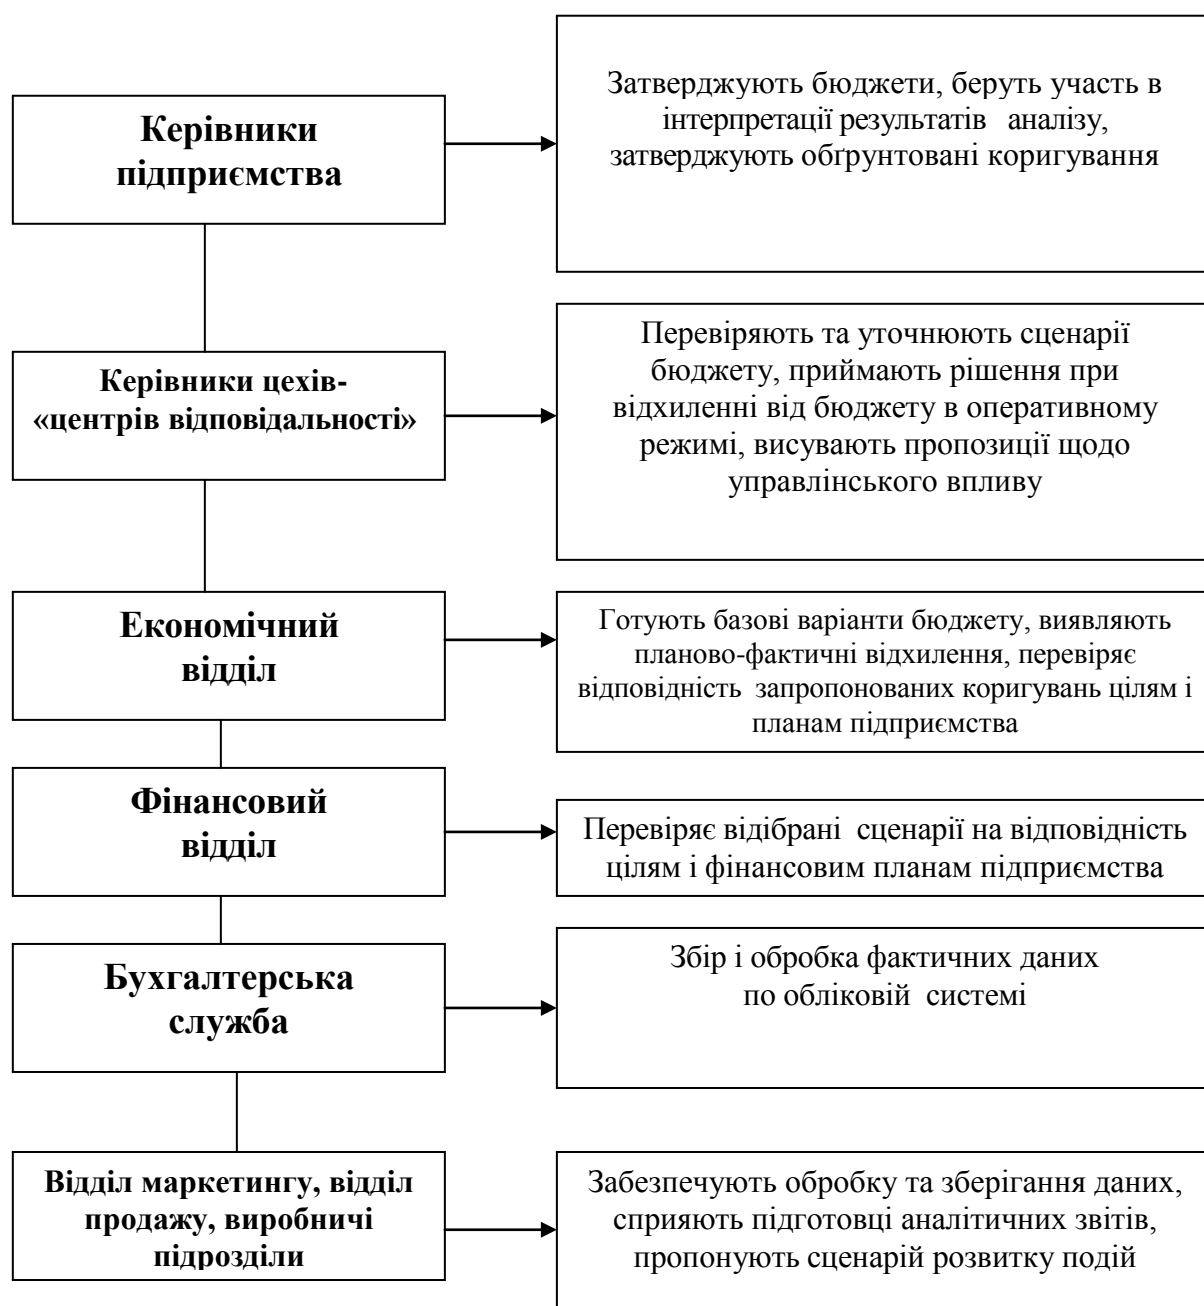 Керівники
підприємства
Затверджують бюджети, беруть участь в
інтерпретації результатів аналізу,
затверджують обґрунтовані коригування
Керівники цехів-
«центрів відповідальності»
Перевіряють та уточнюють сценарії
бюджету, приймають рішення при
відхиленні від бюджету в оперативному
режимі, висувають пропозиції щодо
управлінського впливу
Економічний
відділ
Готують базові варіанти бюджету, виявляють
планово-фактичні відхилення, перевіряє
відповідність запропонованих коригувань цілям і
планам підприємства
Фінансовий
відділ
Перевіряє відібрані сценарії на відповідність
цілям і фінансовим планам підприємства
Бухгалтерська
служба
Збір і обробка фактичних даних
по обліковій системі
Відділ маркетингу, відділ
продажу, виробничі
підрозділи
Забезпечують обробку та зберігання даних,
сприяють підготовці аналітичних звітів,
пропонують сценарій розвитку подій